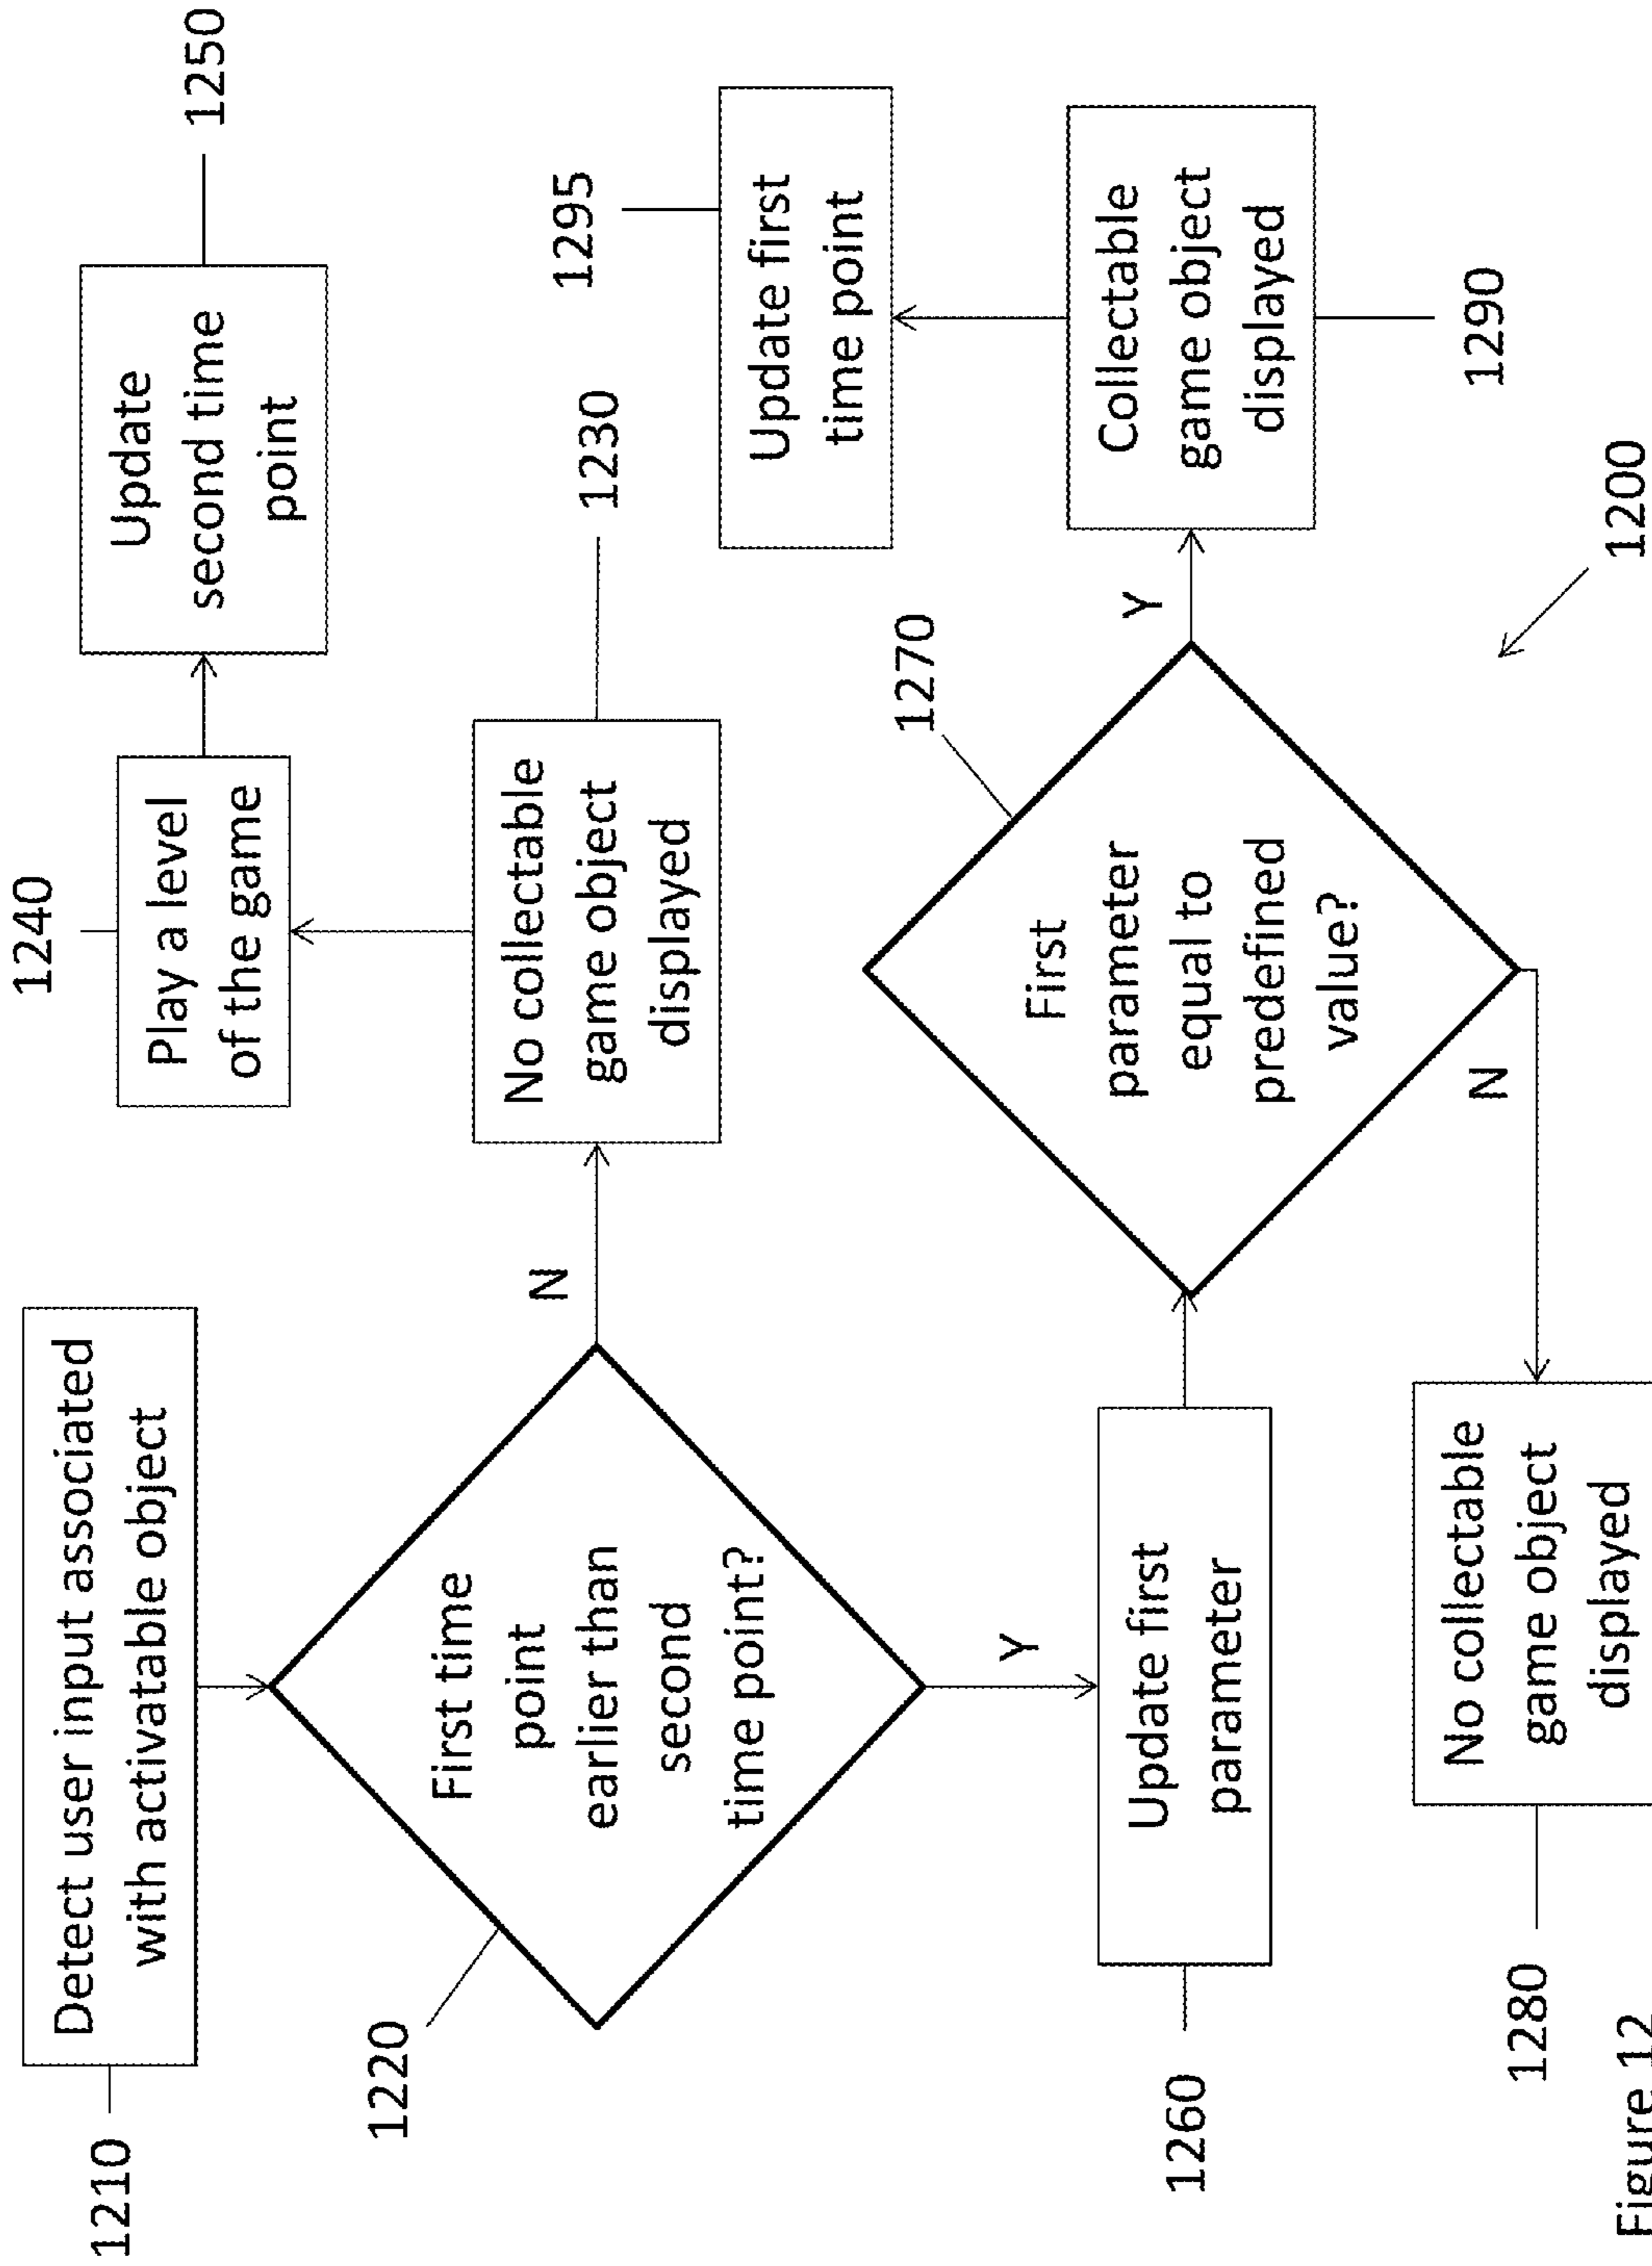 1210
Detect user input associated
with activatable object
1220
First time
point
earlier than
second
time point?
N
No collectable
game object
displayed
1230
1240
Play a level
of the game
Update
second time
point
1250
Y
1260
Update first
parameter
First
parameter
equal to
predefined
value?
1270
N
1280
No collectable
game object
displayed
Y
Collectable
game object
displayed
1290
Update first
time point
1295
1200
Figure 12